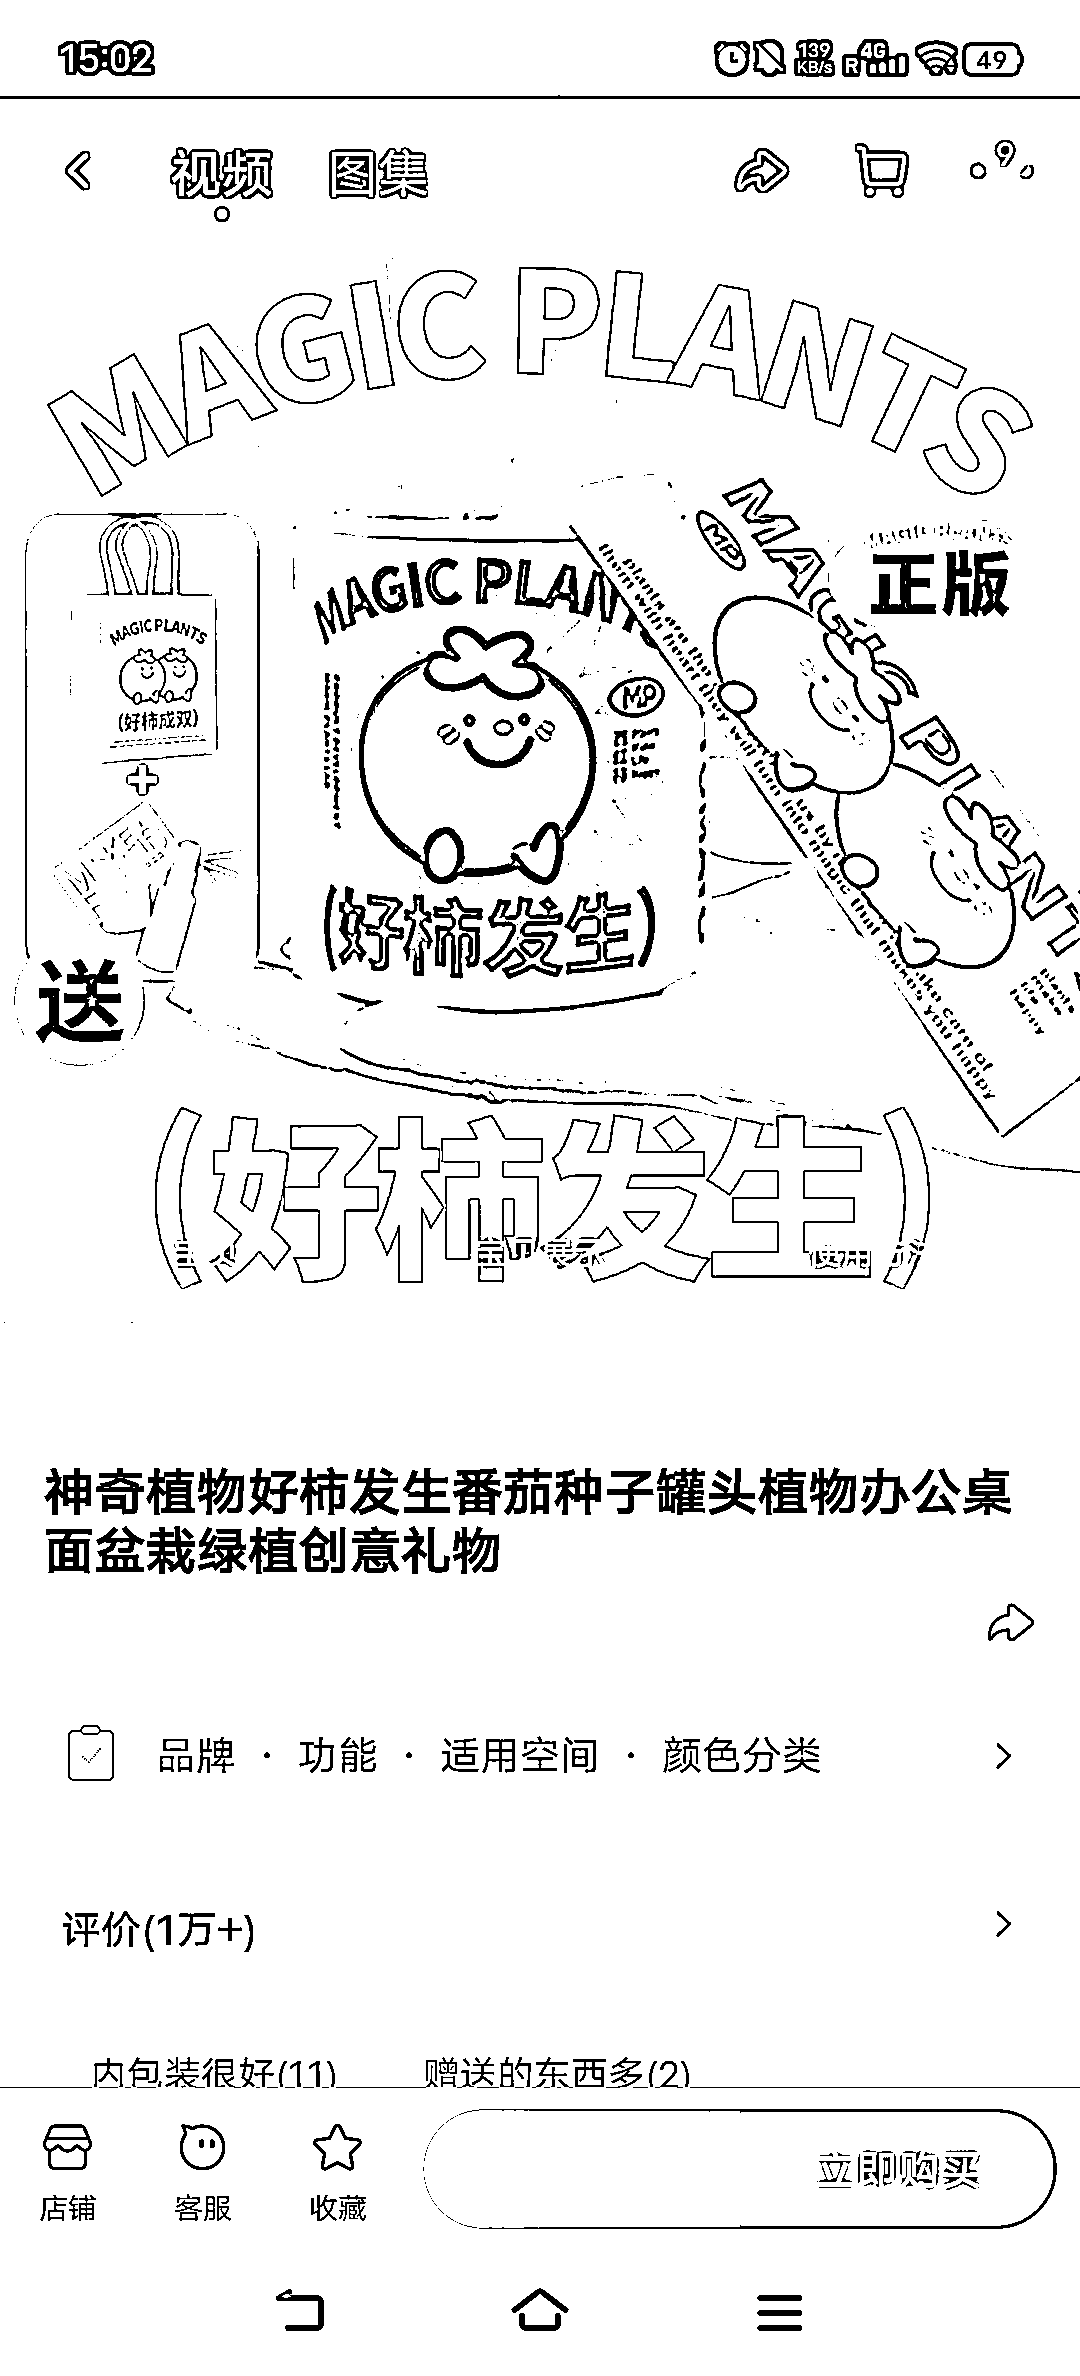 15:02
139 KB/s 4G R 49
视频 图集
9
MAGIC PLANTS
MAGIC PLANTS
(好柿成双)
+
送
MAGIC PLANTS
MP
(好柿发生)
MP
MAGIC PLANT
正版
(好柿发生)
神奇植物好柿发生番茄种子罐头植物办公桌
面盆栽绿植创意礼物
品牌 · 功能 · 适用空间 · 颜色分类
评价(1万+)
内包装很好(11) 赠送的东西多(2)
店铺 客服 收藏 立即购买